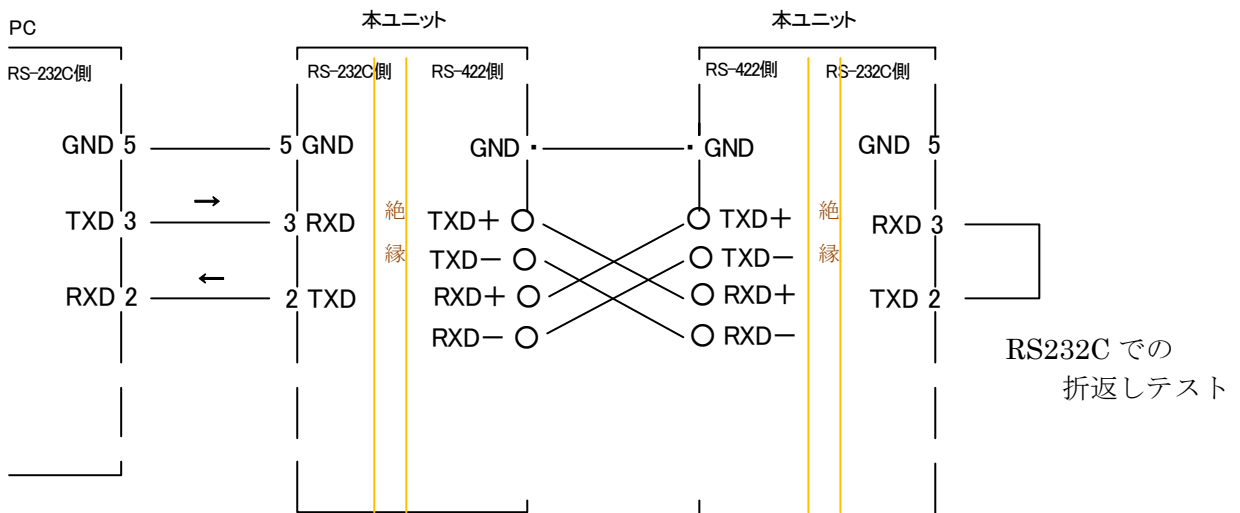 PC
本ユニット
本ユニット
RS-232C側
RS-232C側
RS-422側
RS-422側
RS-232C側
GND 5
5 GND
GND
GND
GND 5
→
TXD 3
3 RXD
絶
縁
TXD+
TXD+
絶
縁
RXD 3
TXD−
TXD−
←
RXD 2
2 TXD
RXD+
RXD+
TXD 2
RXD−
RXD−
RS232C での
折返しテスト